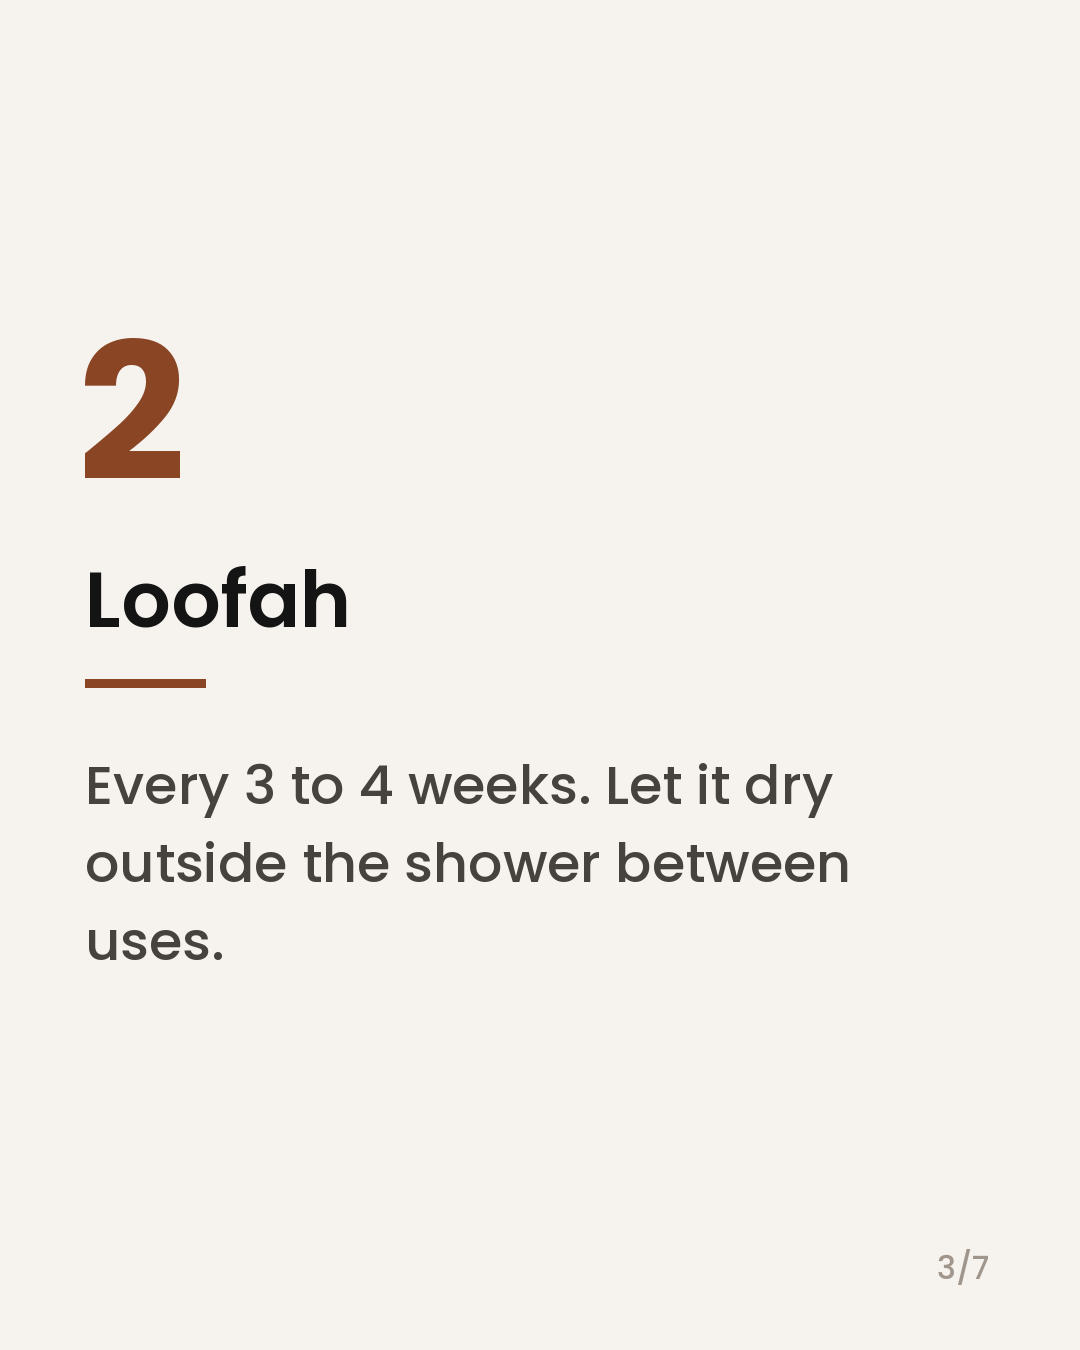 2
Loofah
Every 3 to 4 weeks. Let it dry
outside the shower between
uses.
3/7